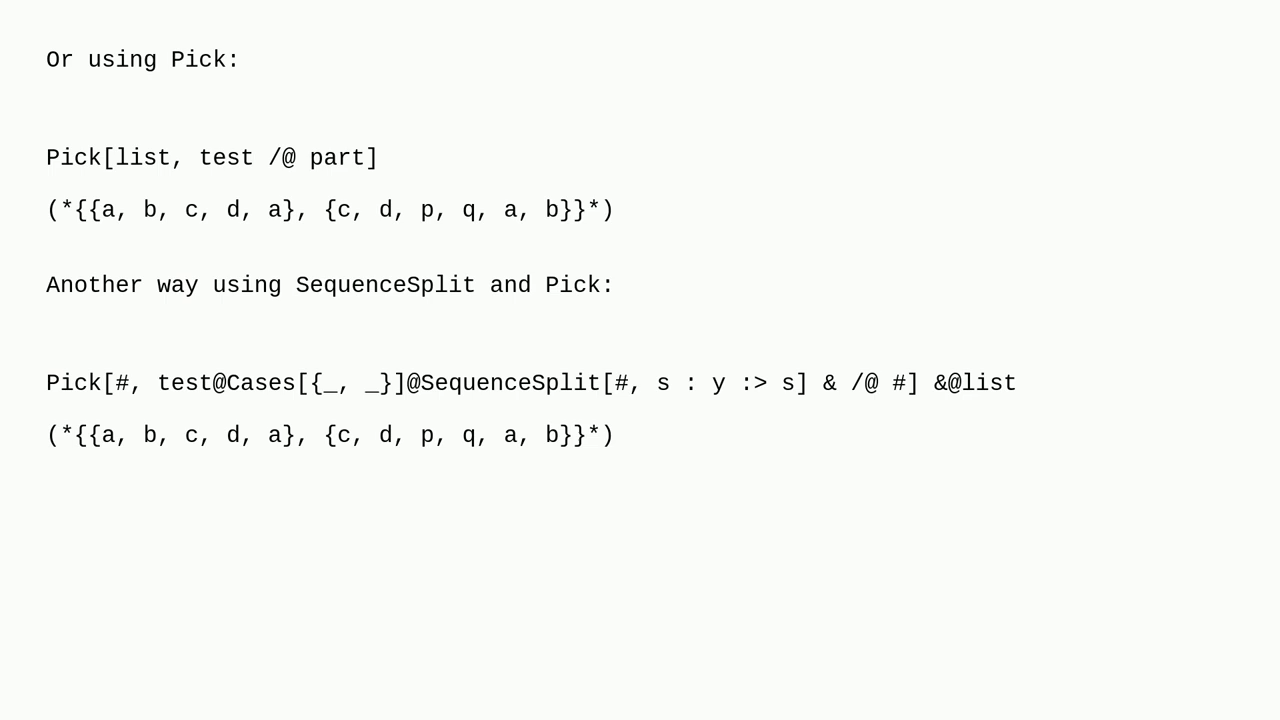 Or using Pick:
Pick[list, test /@ part]
(*{{a, b, c, d, a}, {c, d, p, q, a, b}}*)
Another way using SequenceSplit and Pick:
Pick[#, test@Cases[{_, _}]@SequenceSplit[#, s : y :> s] & /@ #] &@list
(*{{a, b, c, d, a}, {c, d, p, q, a, b}}*)